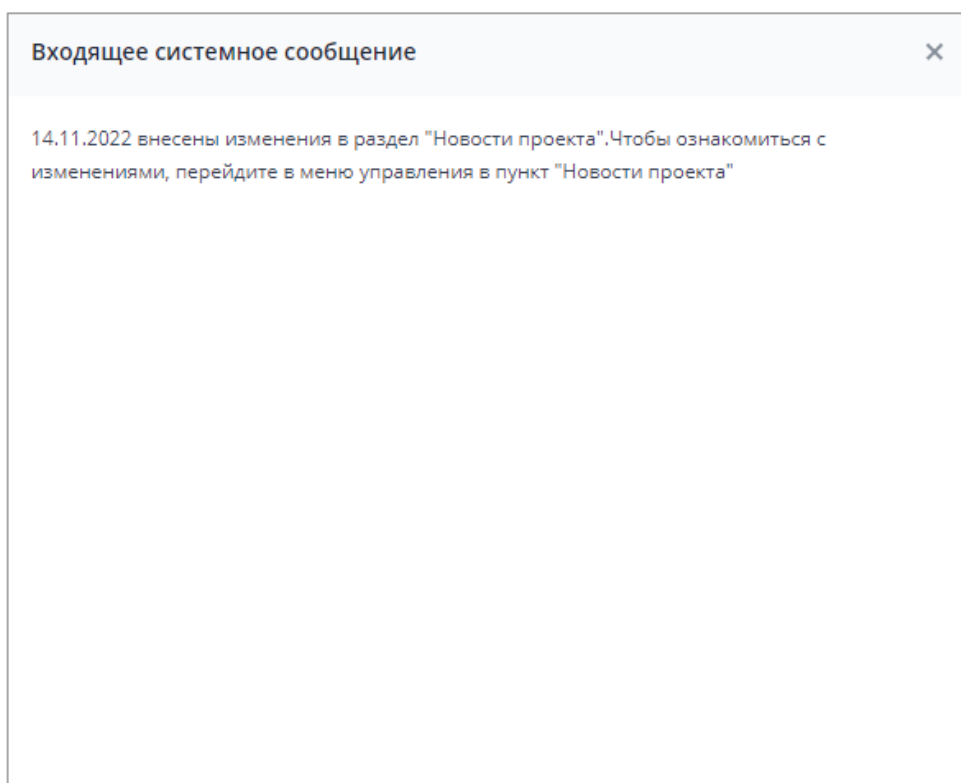 Входящее системное сообщение
14.11.2022 внесены изменения в раздел "Новости проекта".Чтобы ознакомиться с
изменениями, перейдите в меню управления в пункт "Новости проекта"